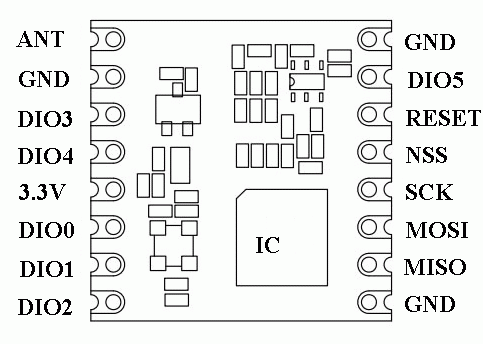 ANT
GND
DIO3
DIO4
3.3V
DIO0
DIO1
DIO2
IC
GND
DIO5
RESET
NSS
SCK
MOSI
MISO
GND